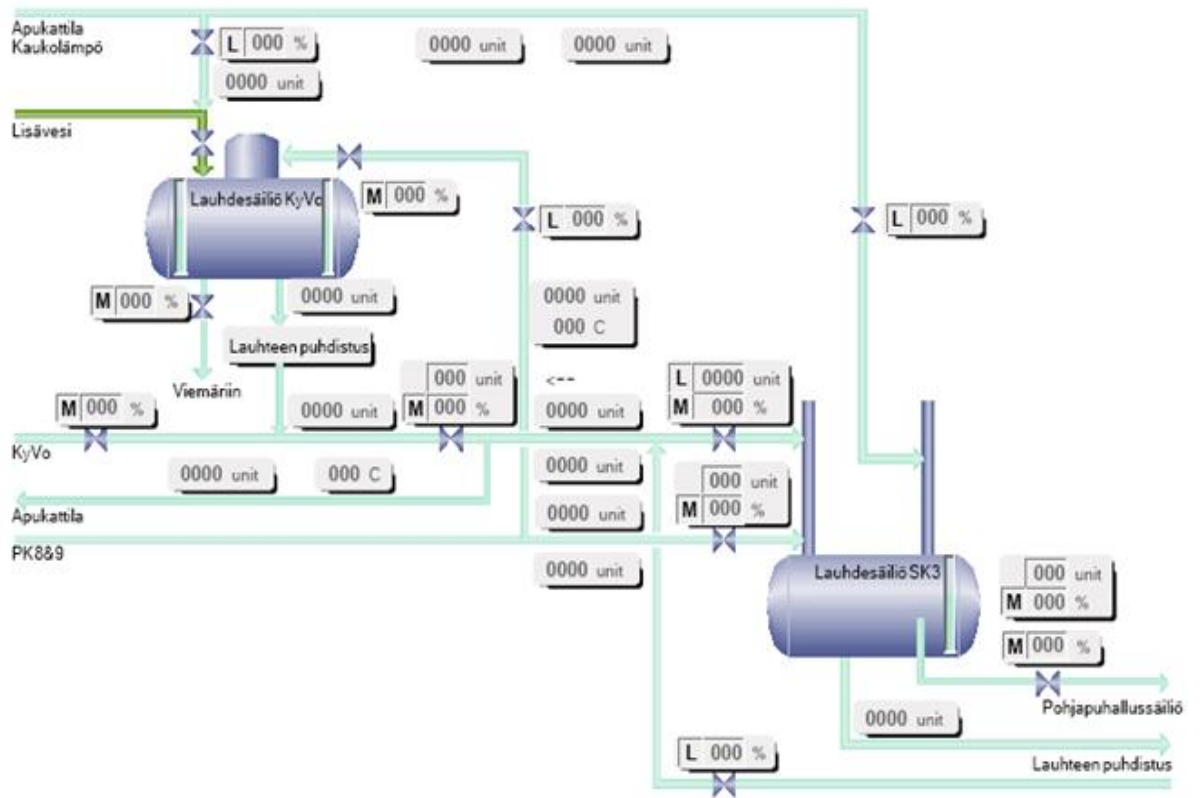 Apukattila
Kaukolämpö
L 000 %
0000 unit
0000 unit
0000 unit
Lisävesi
Lauhdesäiliö KyVo
M 000 %
L 000 %
L 000 %
M 000 %
0000 unit
0000 unit
000 C
Lauhteen puhdistus
Viemäriin
000 unit
M 000 %
<--
L 0000 unit
M 000 %
M 000 %
0000 unit
0000 unit
KyVo
0000 unit
000 C
0000 unit
000 unit
M 000 %
Apukattila
0000 unit
PK8&9
0000 unit
Lauhdesäiliö SK3
000 unit
M 000 %
M 000 %
Pohjapuhallussäiliö
0000 unit
Lauhteen puhdistus
L 000 %